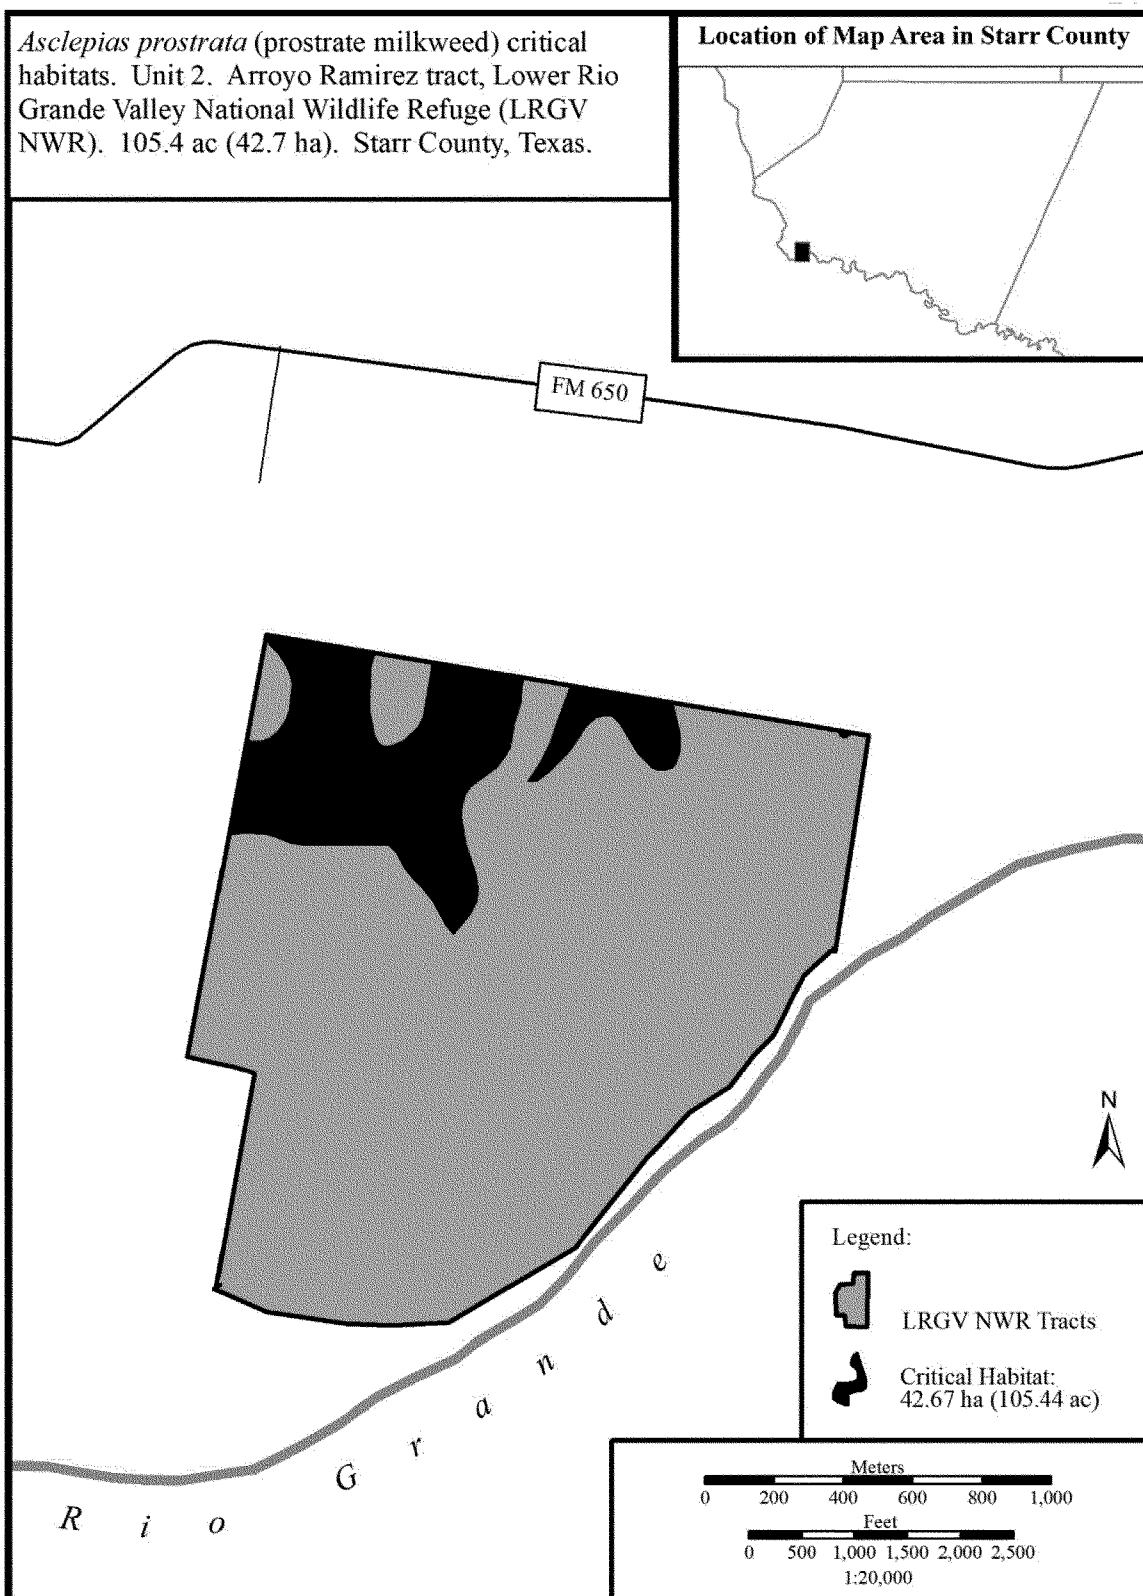 Asclepias prostrata (prostrate milkweed) critical
habitats. Unit 2. Arroyo Ramirez tract, Lower Rio
Grande Valley National Wildlife Refuge (LRGV
NWR). 105.4 ac (42.7 ha). Starr County, Texas.
Location of Map Area in Starr County
FM 650
N
Rio Grande
Legend:
LRGV NWR Tracts
Critical Habitat:
42.67 ha (105.44 ac)
Meters
0 200 400 600 800 1,000
Feet
0 500 1,000 1,500 2,000 2,500
1:20,000